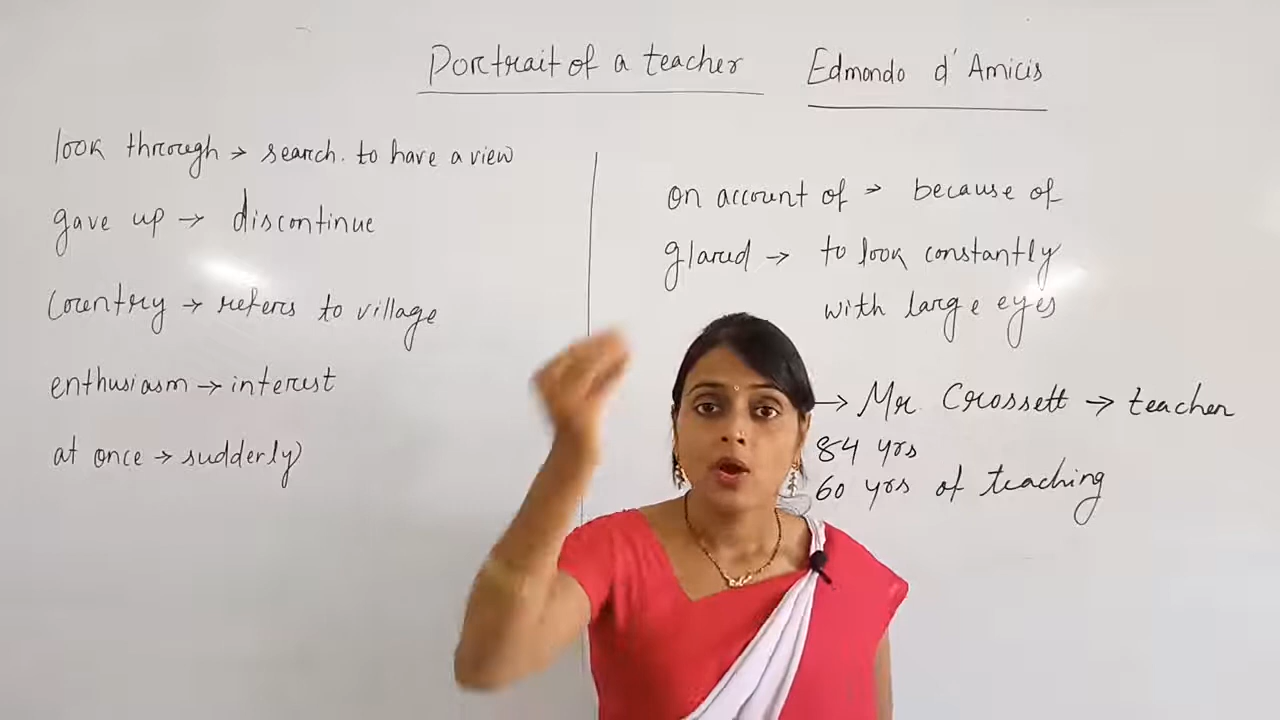 Portrait of a teacher Edmondo d' Amicis
look through → search. to have a view
gave up → discontinue
Country → refers to village
enthusiasm → interest
at once → sudderly
on account of → because of
glared → to look constantly
with large eyes
→ Mr. Crossett → teacher
84 yrs
60 yrs of teaching